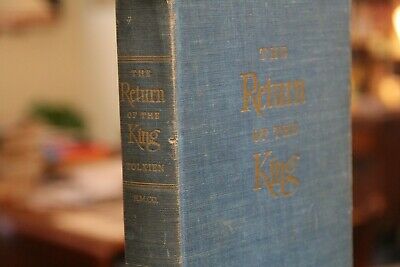 THE
Return
OF THE
King
TOLKIEN
H.M.CO.
THE
Return
OF THE
King